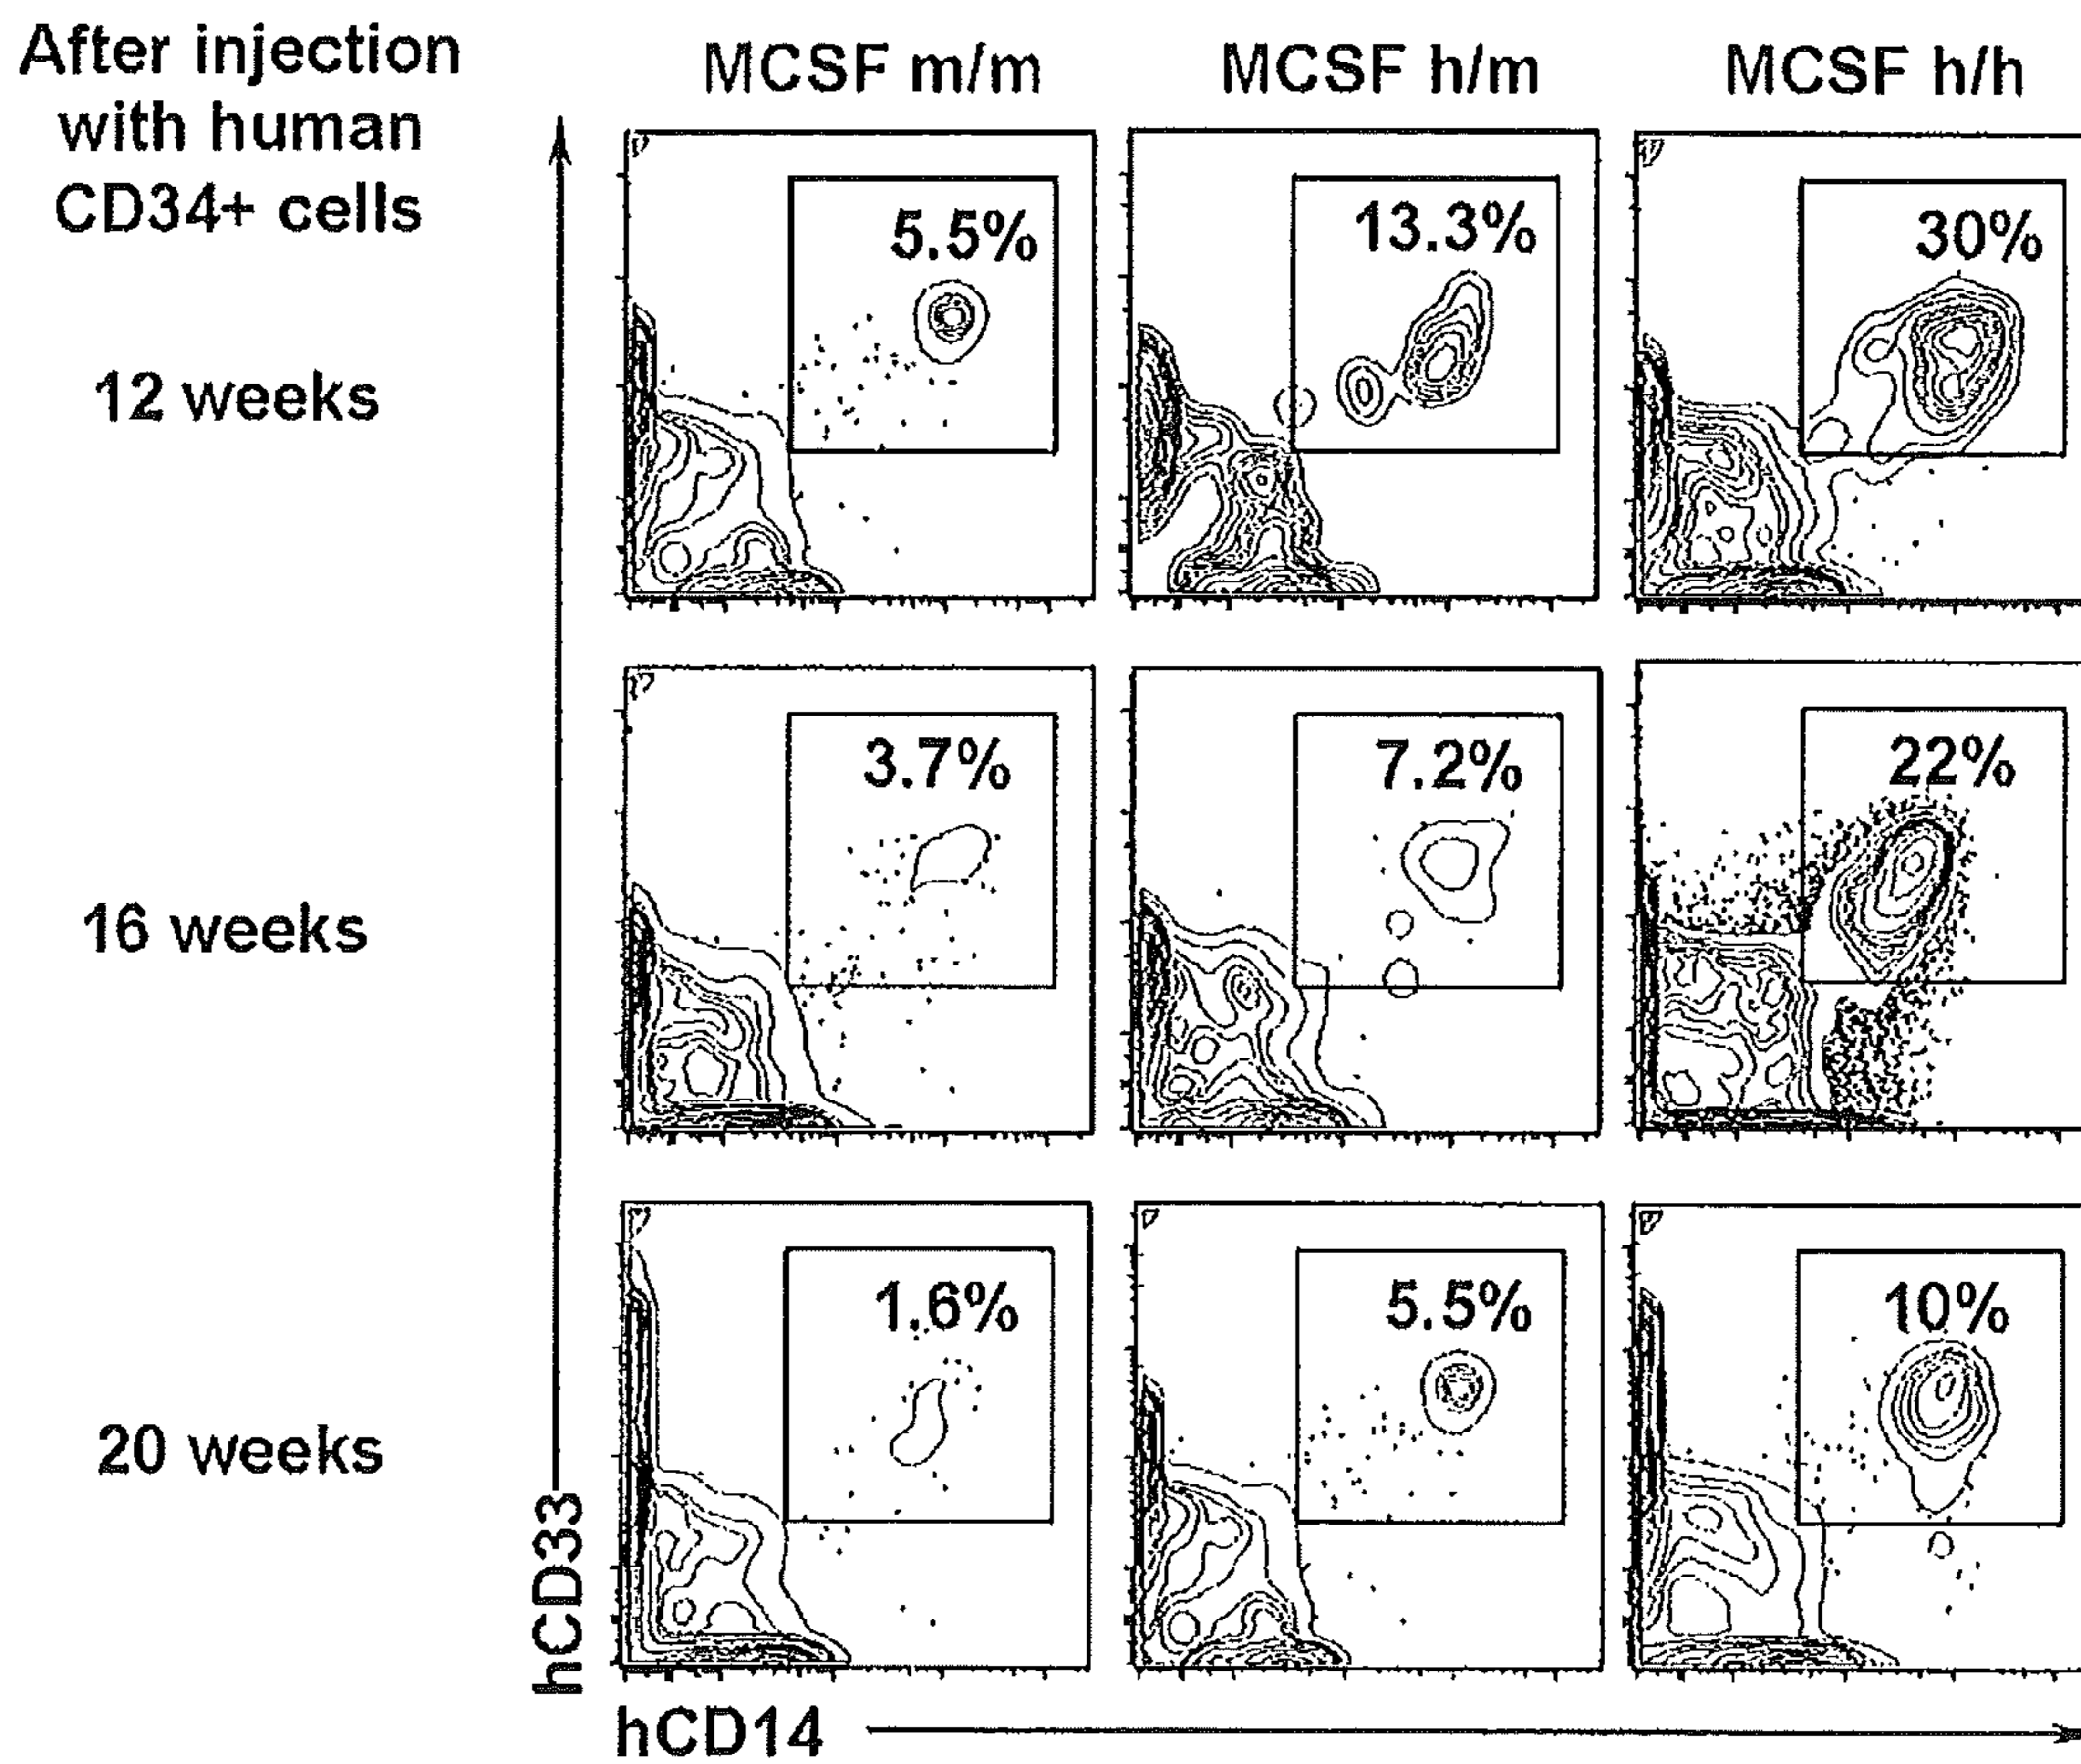 After injection
with human
CD34+ cells
MCSF m/m
MCSF h/m
MCSF h/h
12 weeks
5.5%
13.3%
30%
16 weeks
3.7%
7.2%
22%
20 weeks
1.6%
5.5%
10%
hCD33
hCD14